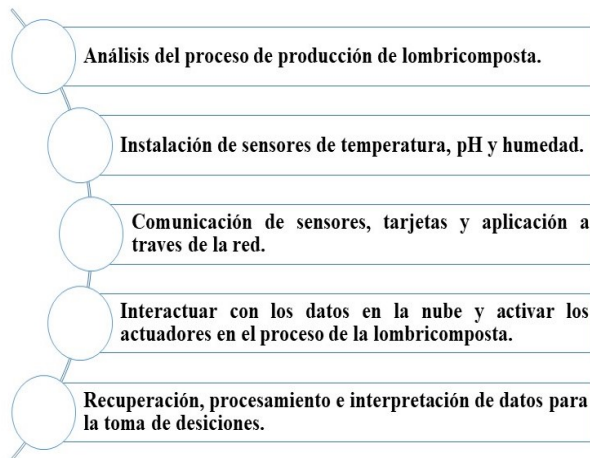 Análisis del proceso de producción de lombricomposta.
Instalación de sensores de temperatura, pH y humedad.
Comunicación de sensores, tarjetas y aplicación a
traves de la red.
Interactuar con los datos en la nube y activar los
actuadores en el proceso de la lombricomposta.
Recuperación, procesamiento e interpretación de datos para
la toma de desiciones.